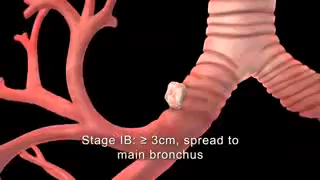 Stage IB: ≥ 3cm, spread to
main bronchus